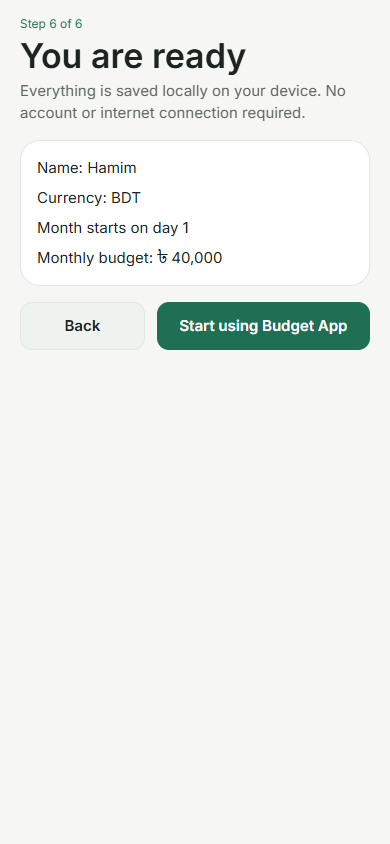 Step 6 of 6
You are ready
Everything is saved locally on your device. No
account or internet connection required.
Name: Hamim
Currency: BDT
Month starts on day 1
Monthly budget: ৳ 40,000
Back
Start using Budget App